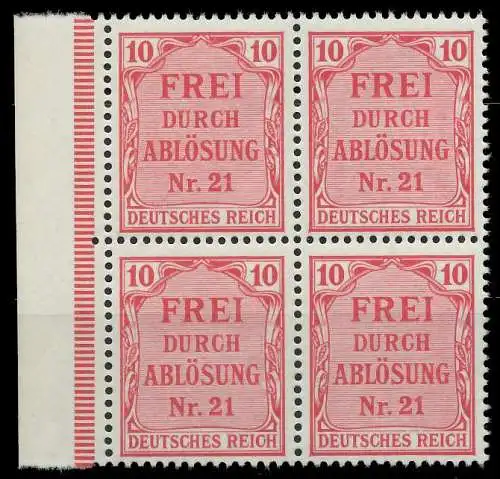 10 10 10 10
FREI FREI
DURCH DURCH
ABLÖSUNG ABLÖSUNG
Nr. 21 Nr. 21
DEUTSCHES REICH DEUTSCHES REICH
10 10 10 10
FREI FREI
DURCH DURCH
ABLÖSUNG ABLÖSUNG
Nr. 21 Nr. 21
DEUTSCHES REICH DEUTSCHES REICH